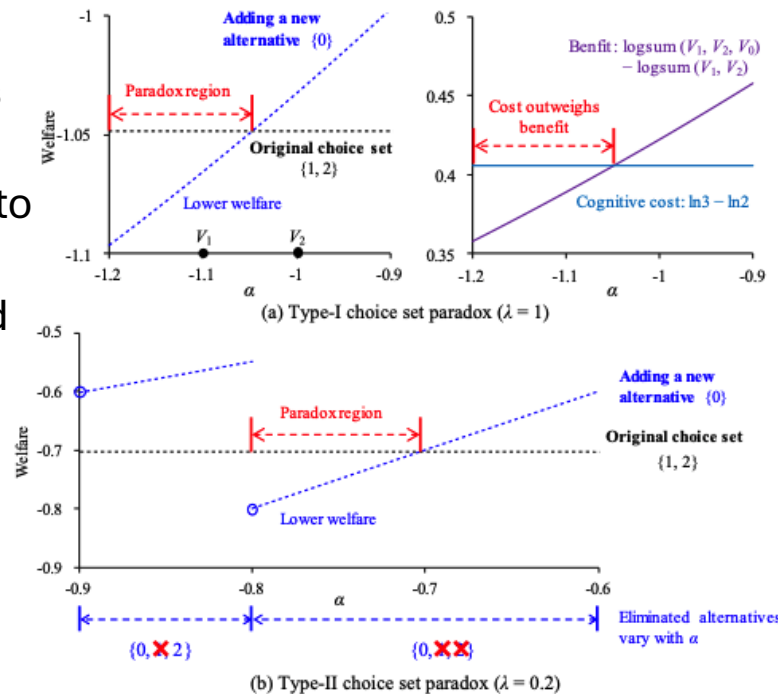 to
d
-1
-1.05
-1.1
Welfare
Adding a new
alternative {0}
Paradox region
Original choice set
{1, 2}
Lower welfare
V₁
V₂
-1.2
-1.1
-1
-0.9
α
0.5
0.45
0.4
0.35
Benfit: logsum (V₁, V₂, V₀)
− logsum (V₁, V₂)
Cost outweighs
benefit
Cognitive cost: ln3 − ln2
-1.2
-1.1
-1
-0.9
α
(a) Type-I choice set paradox (λ = 1)
-0.5
-0.6
-0.7
-0.8
-0.9
Welfare
Paradox region
Adding a new
alternative {0}
Original choice set
{1, 2}
Lower welfare
-0.9
-0.8
-0.7
-0.6
α
Eliminated alternatives
vary with α
{0, 1, 2}
{0, 1, 2}
(b) Type-II choice set paradox (λ = 0.2)